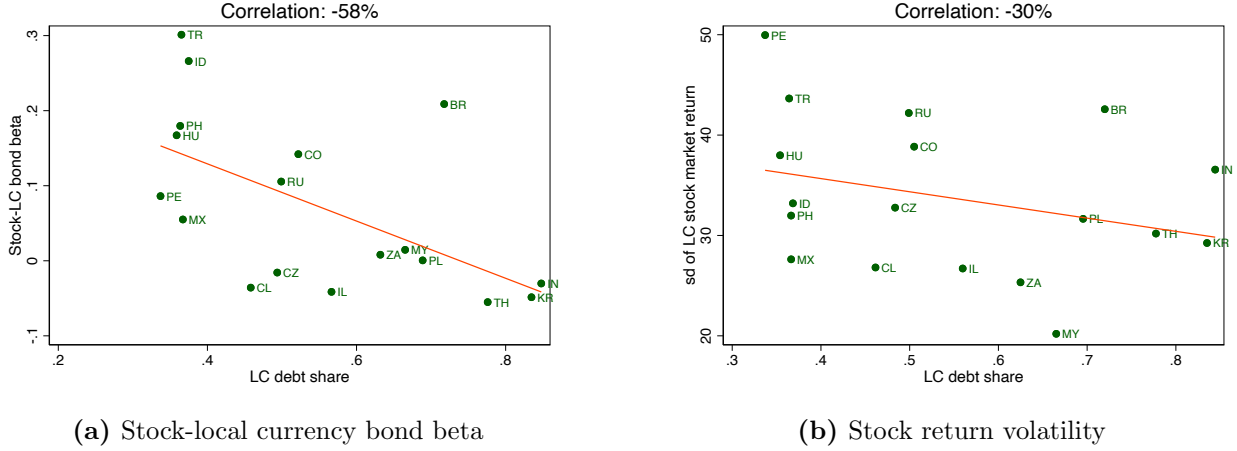 Correlation: -58%
.3
.2
.1
0
-.1
Stock-LC bond beta
TR
ID
BR
PH
HU
CO
RU
PE
MX
MY
ZA
PL
CZ
IN
CL
IL
KR
TH
.2
.4
.6
.8
LC debt share
(a) Stock-local currency bond beta
Correlation: -30%
50
40
30
20
sd of LC stock market return
PE
TR
BR
RU
CO
HU
IN
ID
CZ
PH
PL
TH
KR
MX
CL
IL
ZA
MY
.3
.4
.5
.6
.7
.8
LC debt share
(b) Stock return volatility